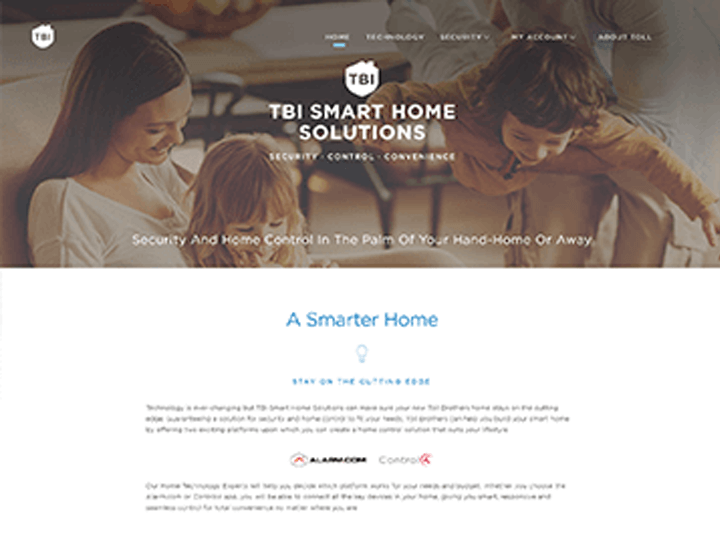 TBI
HOME TECHNOLOGY SECURITY MY ACCOUNT ABOUT TOLL
TBI
TBI SMART HOME
SOLUTIONS
SECURITY · CONTROL · CONVENIENCE
Security And Home Control In The Palm Of Your Hand-Home Or Away.
A Smarter Home
STAY ON THE CUTTING EDGE
Technology is ever-changing but TBI Smart Home Solutions can make sure your new Toll Brothers home stays on the cutting
edge. Guaranteeing a solution for security and home control to fit your needs, Toll Brothers can help you build your smart home
by offering two exciting platforms upon which you can create a home control solution that suits your lifestyle.
ALARM.COM Control4
Our Home Technology Experts will help you decide which platform works for your needs and budget. Whether you choose the
Alarm.com or Control4 app, you will be able to connect all the key devices in your home, giving you smart, responsive and
seamless control for total convenience no matter where you are.